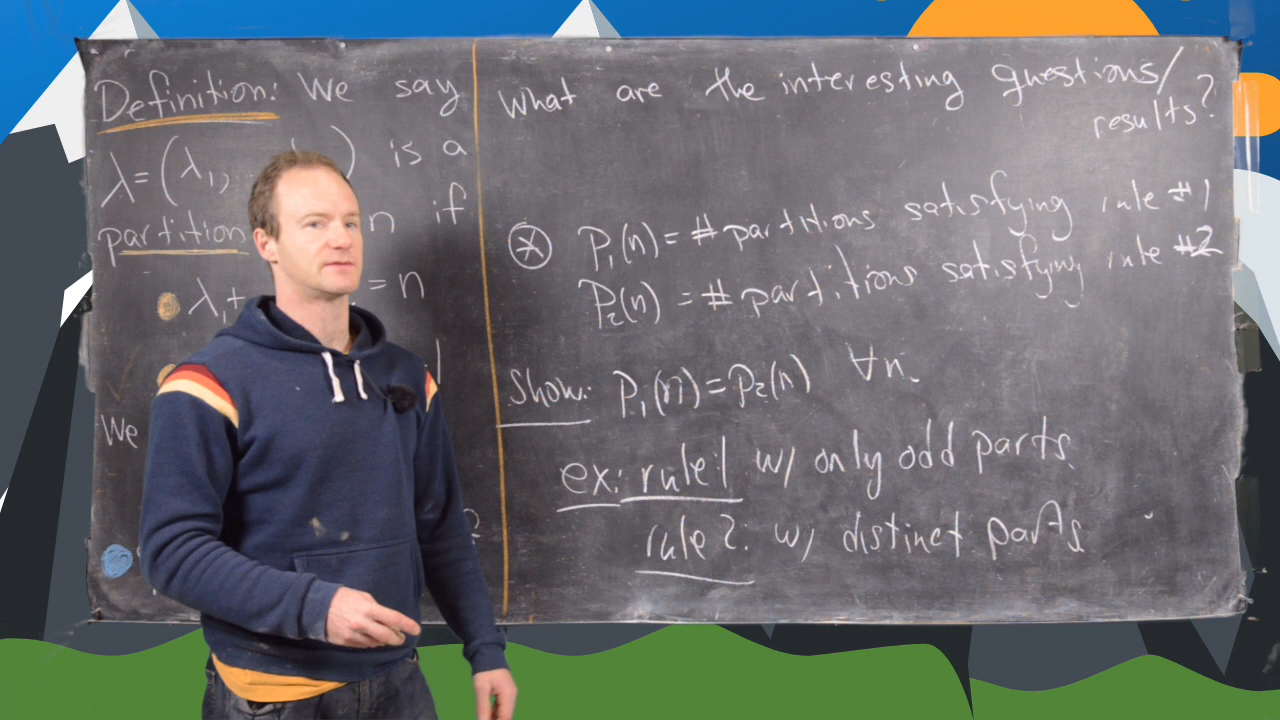 Definition: We say
λ=(λ₁, ) is a
partition n if
λ₁+ =n
We
What are the interesting questions/
results?
⊛ P₁(n) = # partitions satisfying rule #1
P₂(n) = # partitions satisfying rule #2
Show: P₁(n)=P₂(n) ∀n.
ex: rule 1 w/ only odd parts.
rule 2: w/ distinct parts